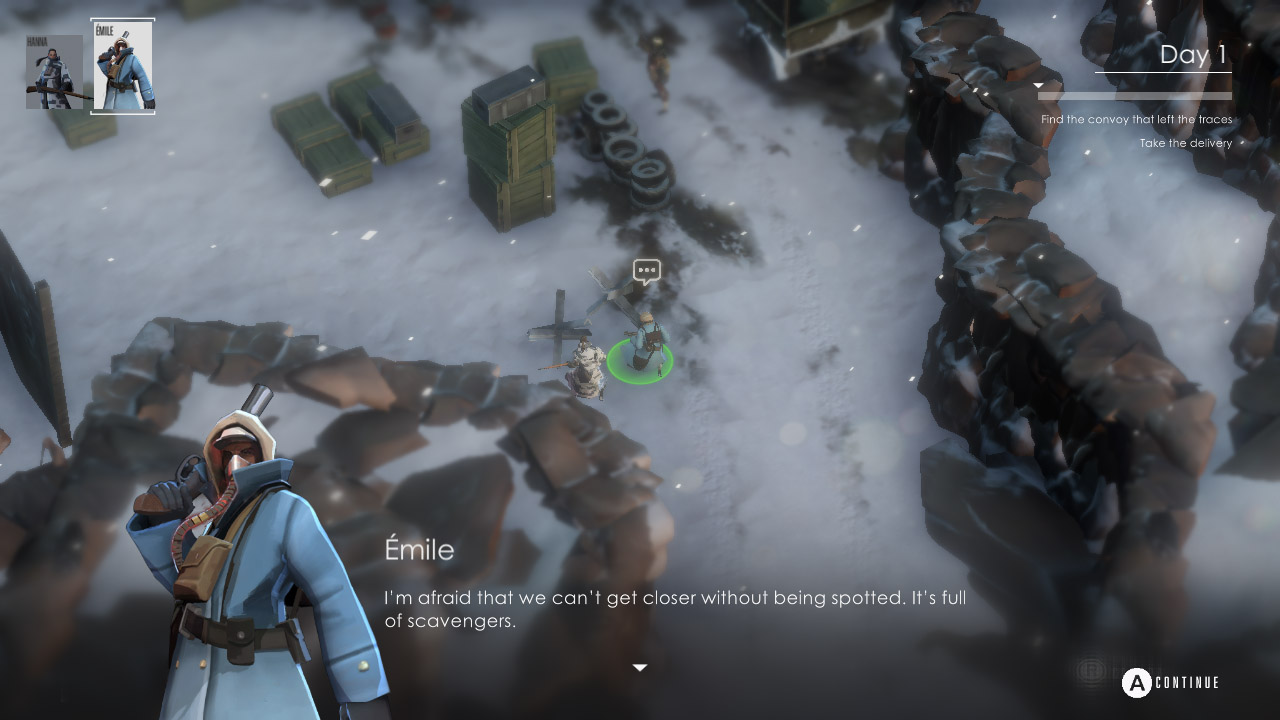 HANNA
ÉMILE
Day 1
Find the convoy that left the traces
Take the delivery
Émile
I'm afraid that we can't get closer without being spotted. It's full
of scavengers.
A CONTINUE